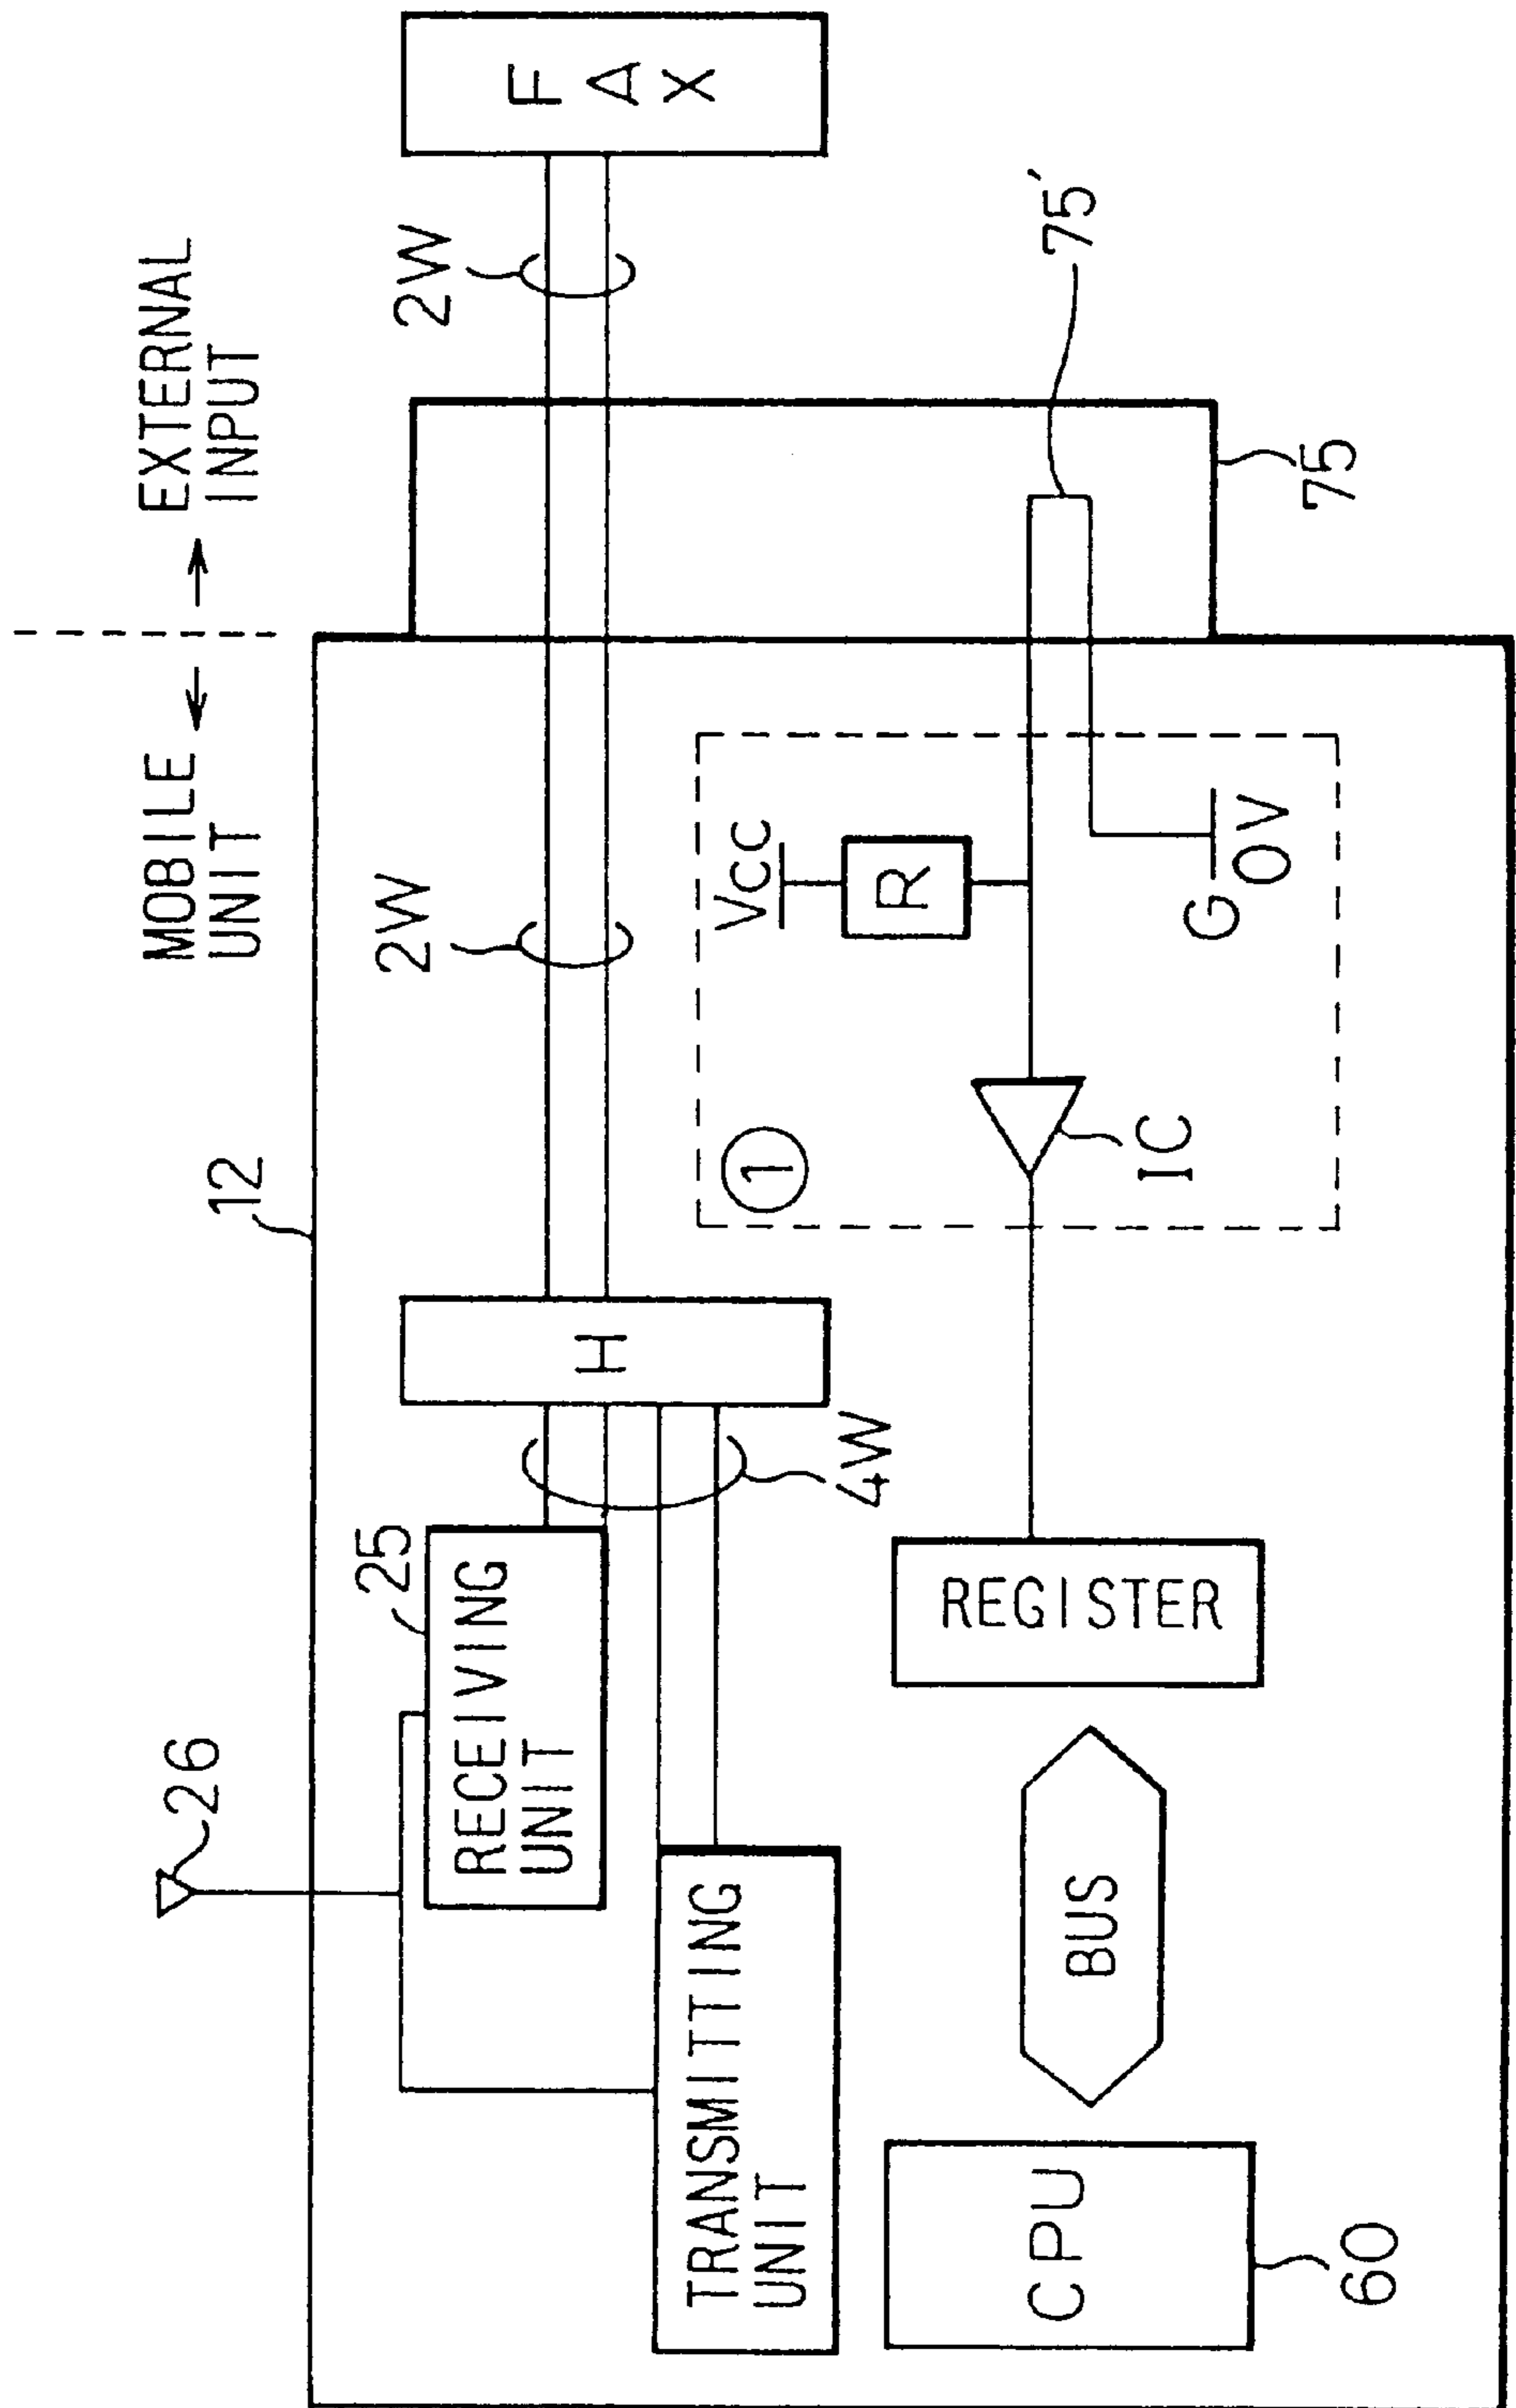 MOBILE
UNIT
EXTERNAL
INPUT
12
26
25
RECEIVING
UNIT
TRANSMITTING
UNIT
4W
H
2W
2W
FAX
1
Vcc
R
IC
G
0V
75'
75
REGISTER
BUS
CPU
60